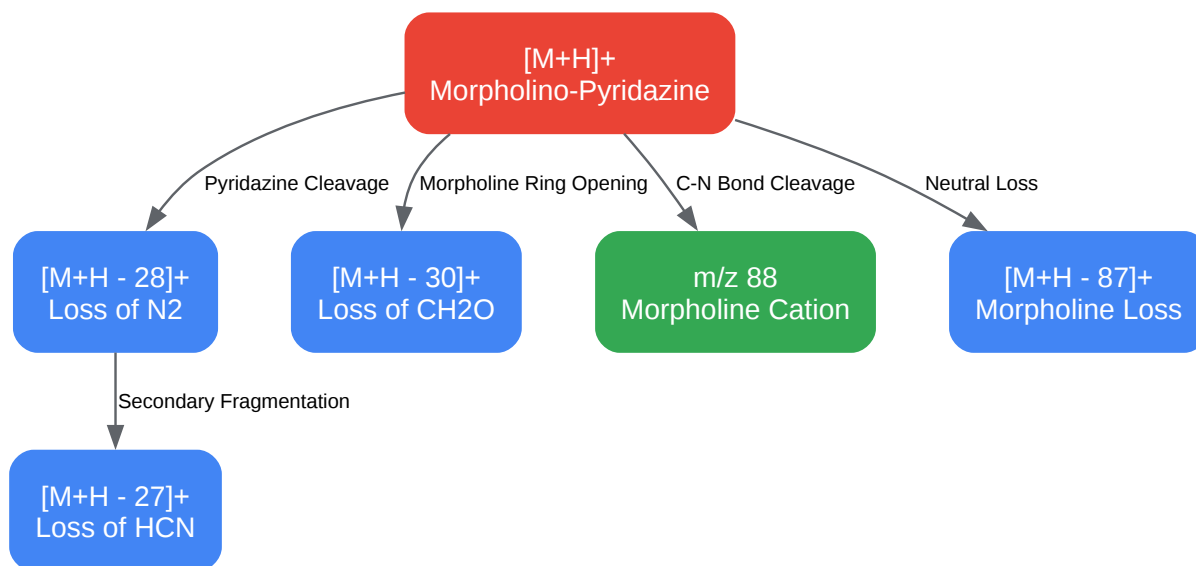 [M+H]+
Morpholino-Pyridazine
Pyridazine Cleavage
Morpholine Ring Opening
C-N Bond Cleavage
Neutral Loss
[M+H - 28]+
Loss of N2
[M+H - 30]+
Loss of CH2O
m/z 88
Morpholine Cation
[M+H - 87]+
Morpholine Loss
Secondary Fragmentation
[M+H - 27]+
Loss of HCN